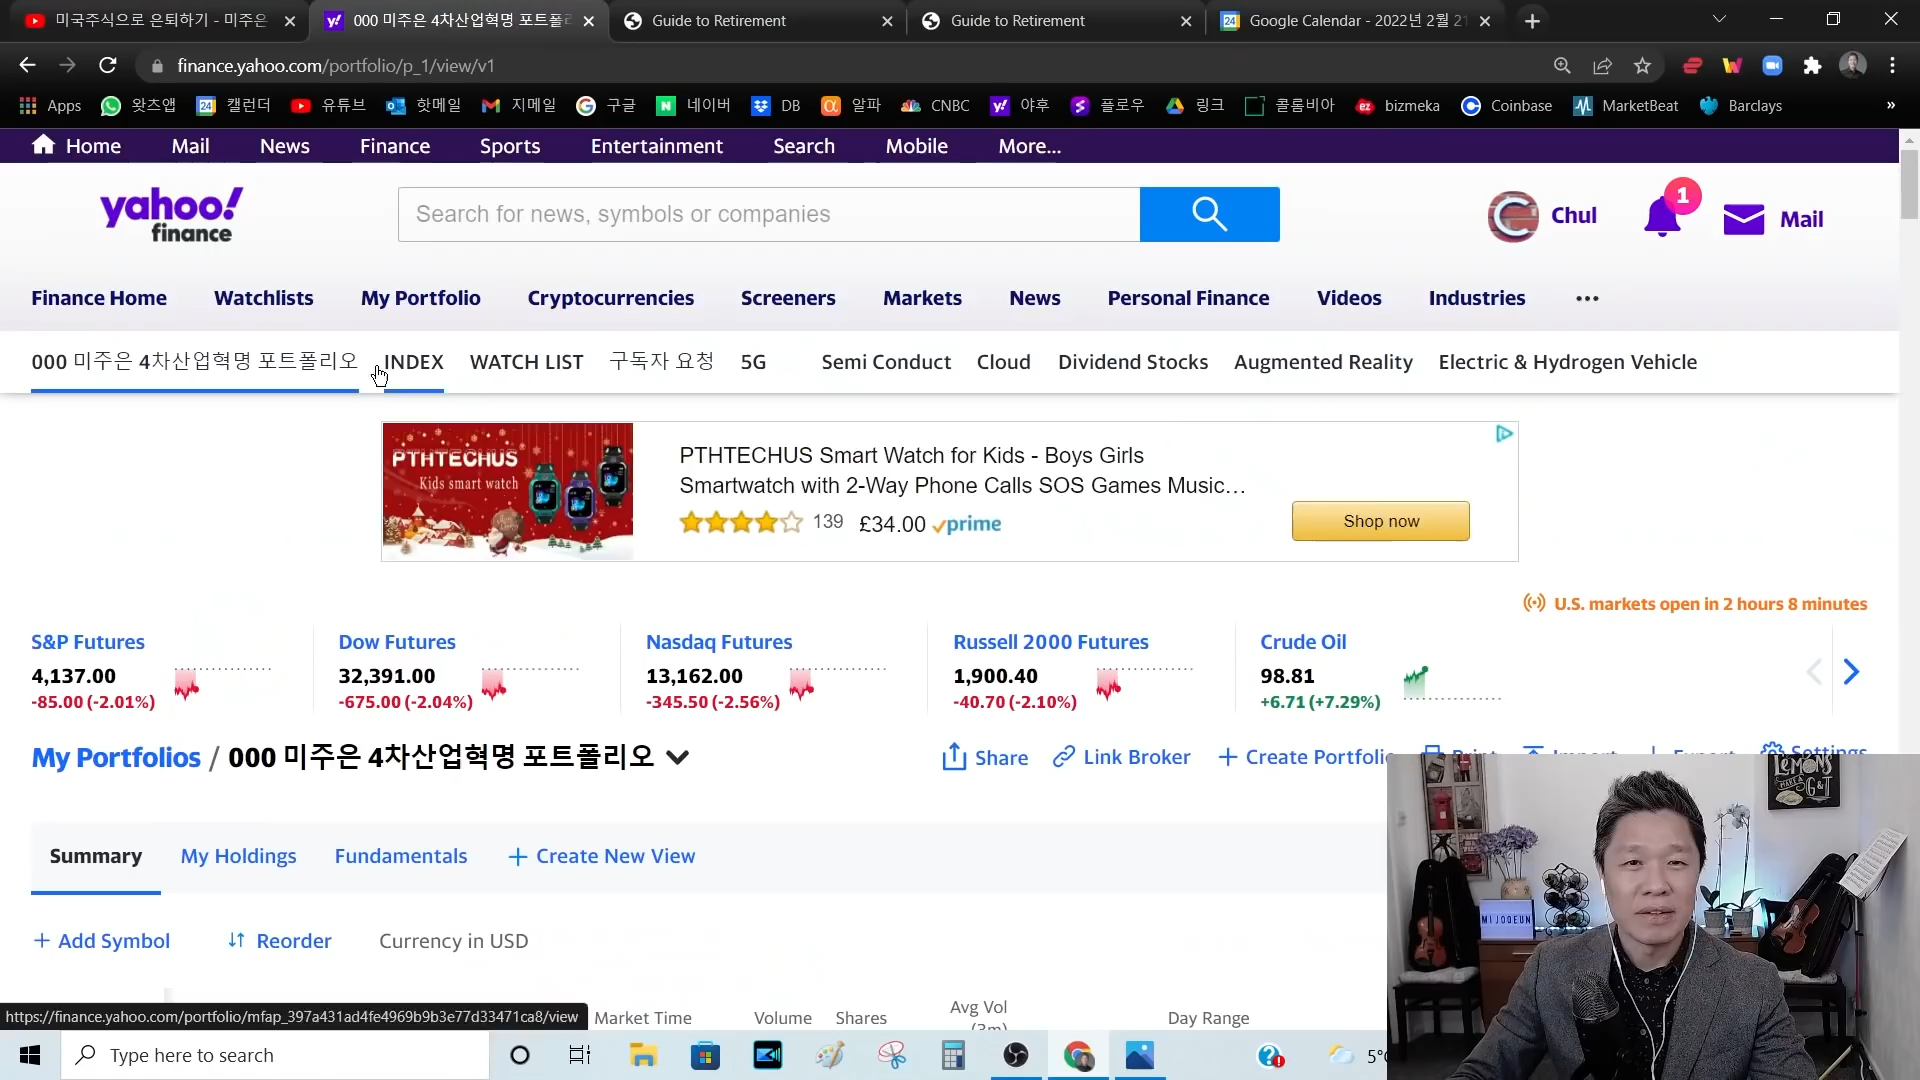 미국주식으로 은퇴하기 - 미주은
000 미주은 4차산업혁명 포트폴리
Guide to Retirement
Guide to Retirement
Google Calendar - 2022년 2월 21
finance.yahoo.com/portfolio/p_1/view/v1
Apps 왓츠앱 캘런더 유튜브 핫메일 지메일 구글 네이버 DB 알파 CNBC 야후 플로우 링크 콜롬비아 bizmeka Coinbase MarketBeat Barclays »
Home Mail News Finance Sports Entertainment Search Mobile More...
yahoo!
finance
Search for news, symbols or companies
Chul
1
Mail
Finance Home Watchlists My Portfolio Cryptocurrencies Screeners Markets News Personal Finance Videos Industries •••
000 미주은 4차산업혁명 포트폴리오 INDEX WATCH LIST 구독자 요청 5G Semi Conduct Cloud Dividend Stocks Augmented Reality Electric & Hydrogen Vehicle
PTHTECHUS
Kids smart watch
PTHTECHUS Smart Watch for Kids - Boys Girls
Smartwatch with 2-Way Phone Calls SOS Games Music...
139 £34.00 prime
Shop now
U.S. markets open in 2 hours 8 minutes
S&P Futures
4,137.00
-85.00 (-2.01%)
Dow Futures
32,391.00
-675.00 (-2.04%)
Nasdaq Futures
13,162.00
-345.50 (-2.56%)
Russell 2000 Futures
1,900.40
-40.70 (-2.10%)
Crude Oil
98.81
+6.71 (+7.29%)
My Portfolios / 000 미주은 4차산업혁명 포트폴리오
Share Link Broker + Create Portfolio Print Import Export Settings
Summary My Holdings Fundamentals + Create New View
+ Add Symbol Reorder Currency in USD
Market Time Volume Shares Avg Vol
(3m) Day Range
https://finance.yahoo.com/portfolio/mfap_397a431ad4fe4969b9b3e77d33471ca8/view
Type here to search
5°C
LEMONS
MAKE A
G&T
MIJOOEUN